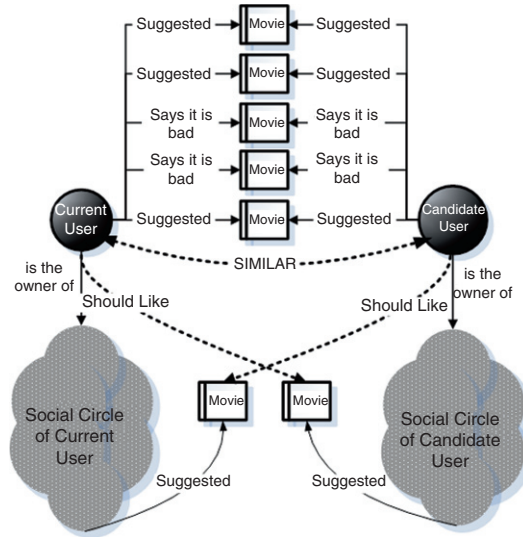 Suggested Movie Suggested
Suggested Movie Suggested
Says it is
bad
Movie
Says it is
bad
Says it is
bad
Movie
Says it is
bad
Current
User
Suggested Movie Suggested
Candidate
User
SIMILAR
is the
owner of
is the
owner of
Should Like
Should Like
Social Circle
of Current
User
Movie
Movie
Social Circle
of Candidate
User
Suggested
Suggested